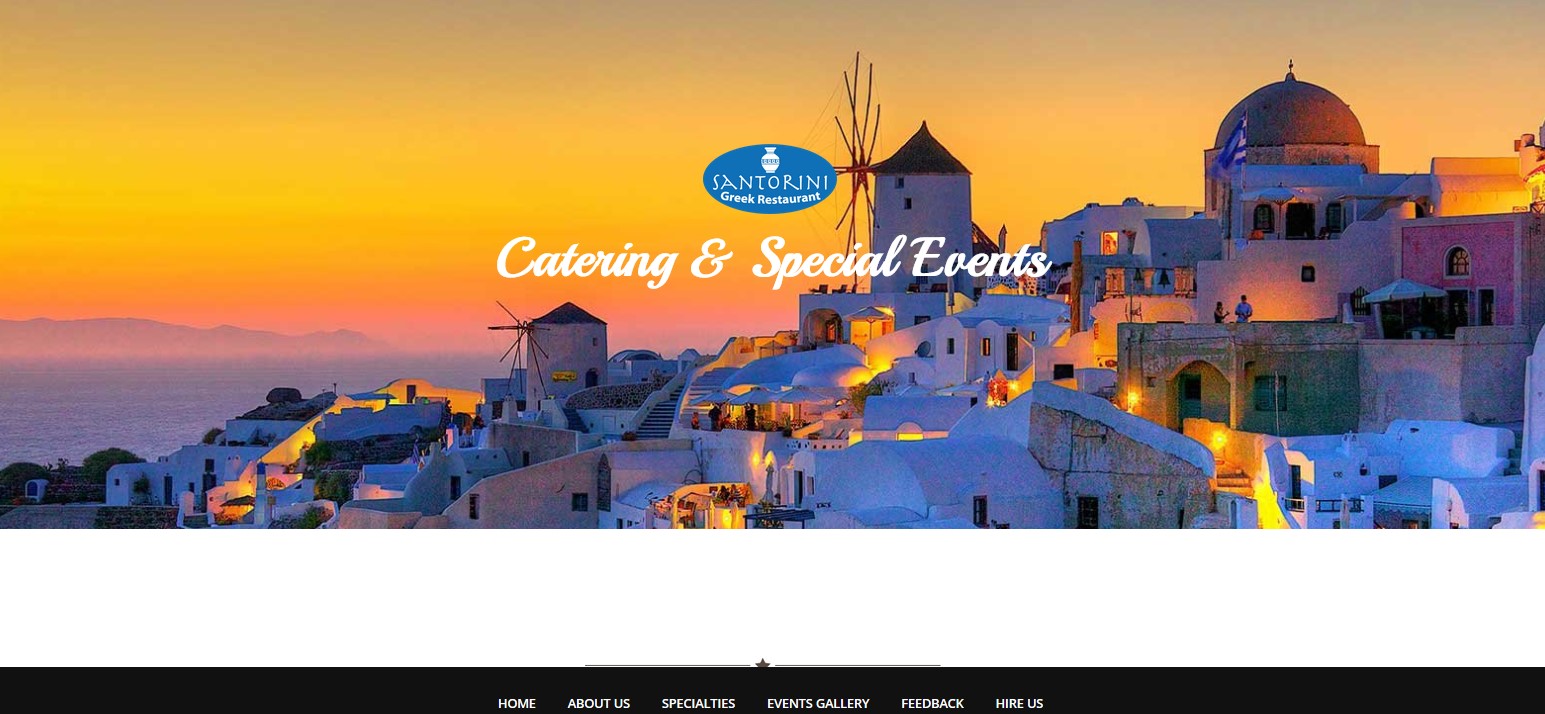 SANTORINI
Greek Restaurant
Catering & Special Events
HOME ABOUT US SPECIALTIES EVENTS GALLERY FEEDBACK HIRE US